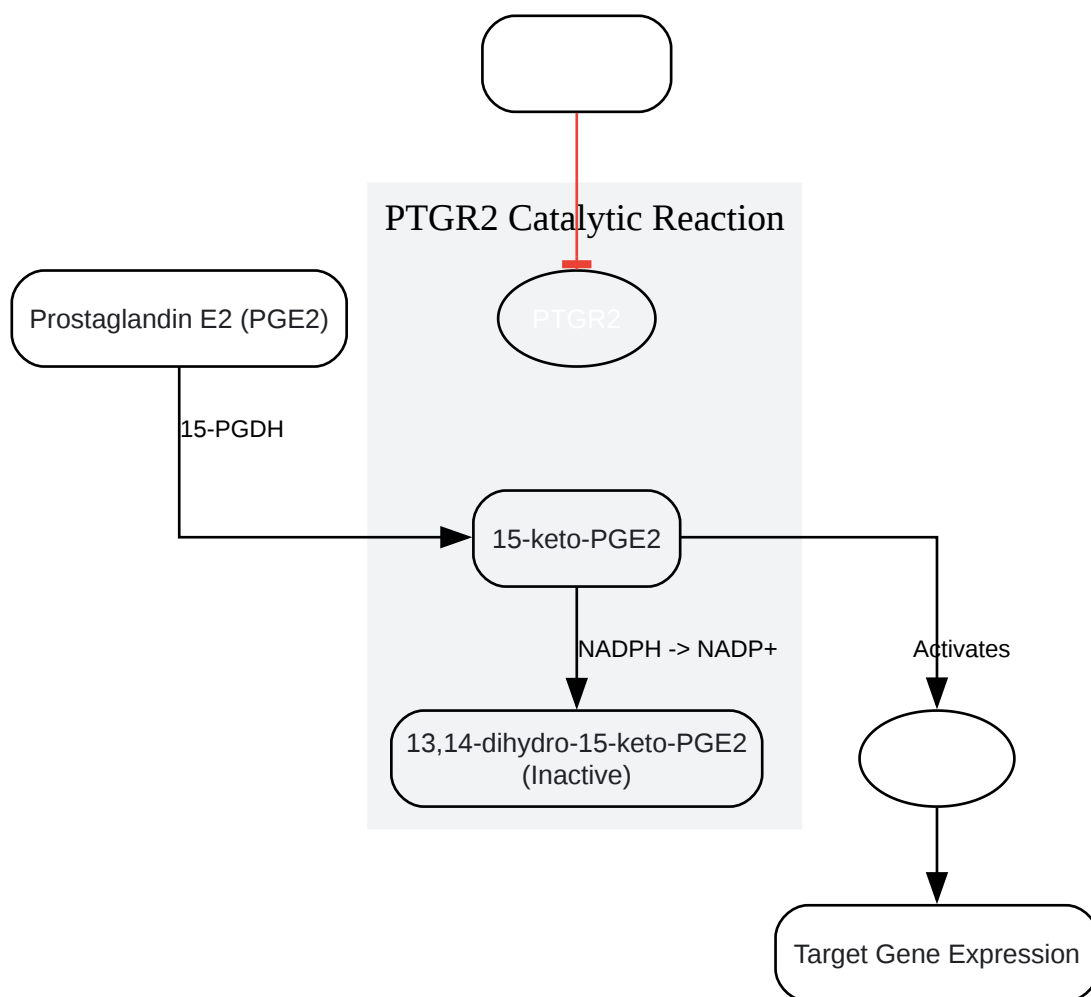 PTGR2 Catalytic Reaction
Prostaglandin E2 (PGE2)
PTGR2
15-PGDH
15-keto-PGE2
NADPH -> NADP+
Activates
13,14-dihydro-15-keto-PGE2
(Inactive)
Target Gene Expression